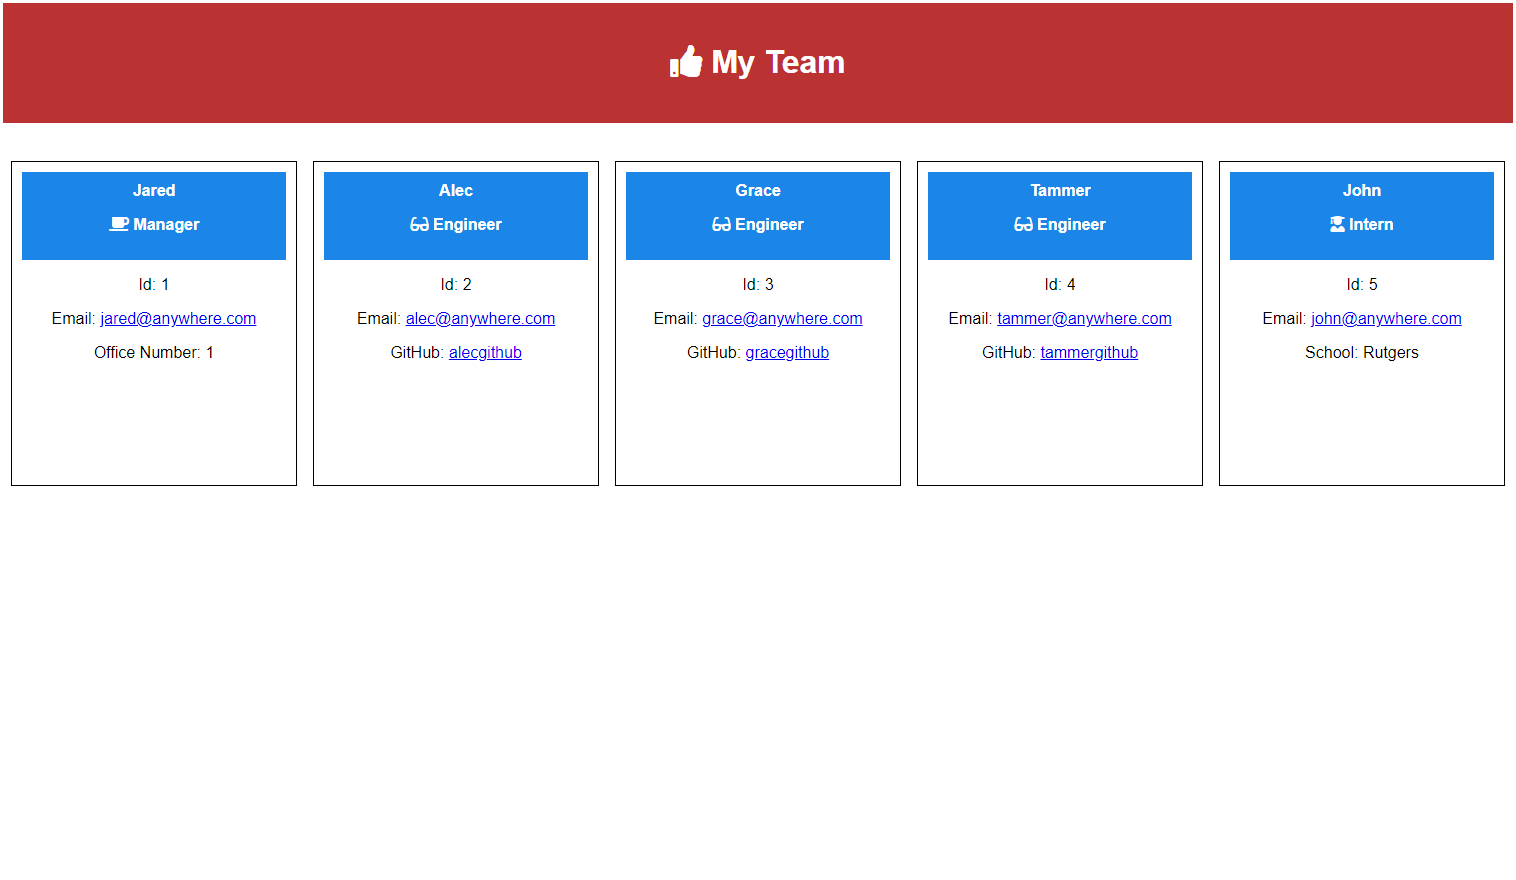 My Team
Jared
Manager
Id: 1
Email: jared@anywhere.com
Office Number: 1
Alec
Engineer
Id: 2
Email: alec@anywhere.com
GitHub: alecgithub
Grace
Engineer
Id: 3
Email: grace@anywhere.com
GitHub: gracegithub
Tammer
Engineer
Id: 4
Email: tammer@anywhere.com
GitHub: tammergithub
John
Intern
Id: 5
Email: john@anywhere.com
School: Rutgers